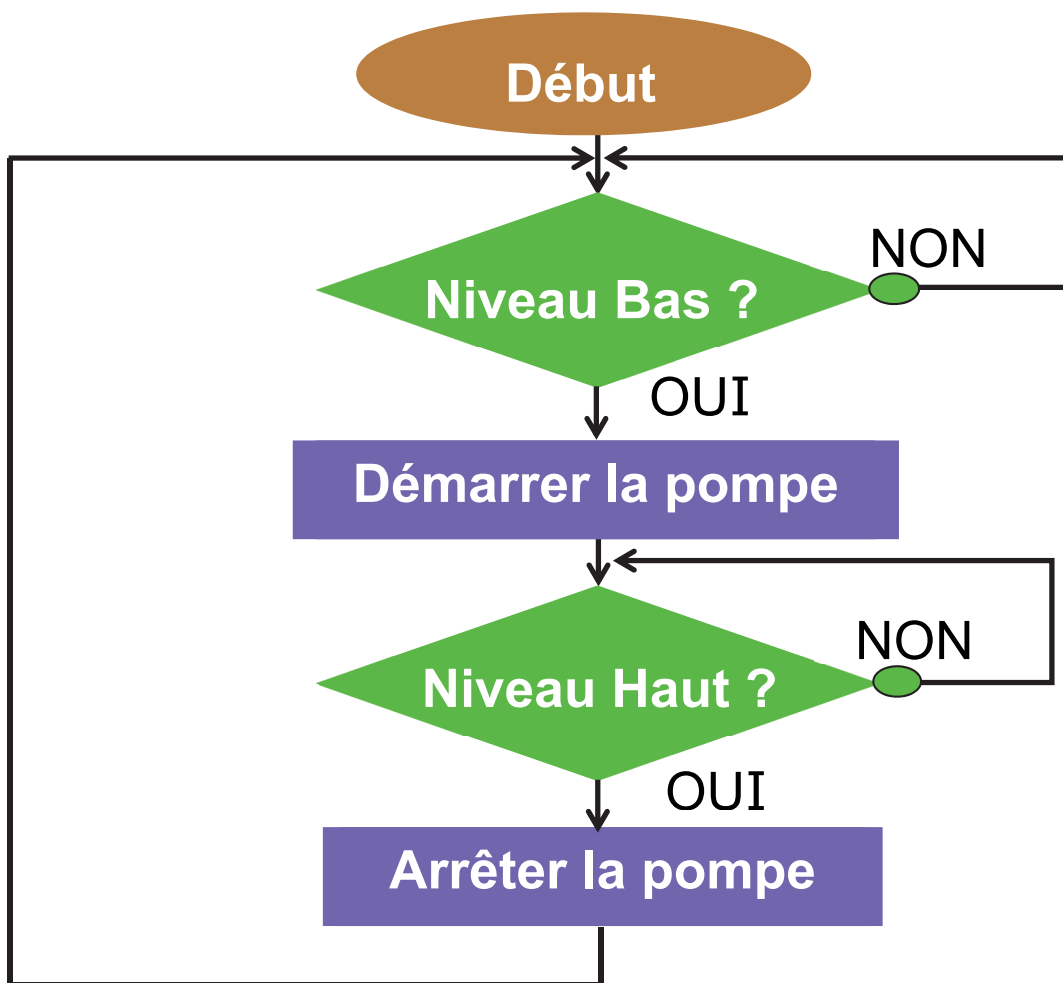 Début
NON
Niveau Bas ?
OUI
Démarrer la pompe
NON
Niveau Haut ?
OUI
Arrêter la pompe